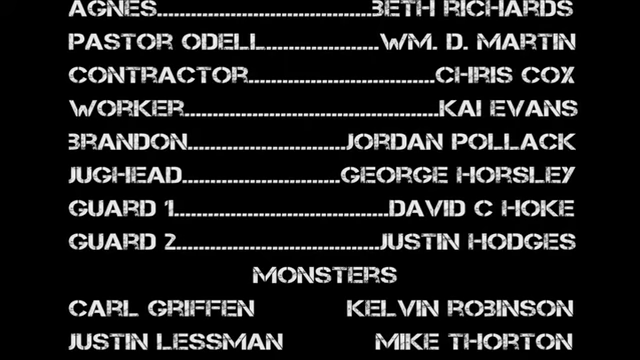 AGNES..............................................BETH RICHARDS
PASTOR ODELL.........................WM. D. MARTIN
CONTRACTOR.........................................CHRIS COX
WORKER.......................................................KAI EVANS
BRANDON..................................JORDAN POLLACK
JUGHEAD..................................GEORGE HORSLEY
GUARD 1..............................................DAVID C HOKE
GUARD 2............................................JUSTIN HODGES
MONSTERS
CARL GRIFFEN KELVIN ROBINSON
JUSTIN LESSMAN MIKE THORTON